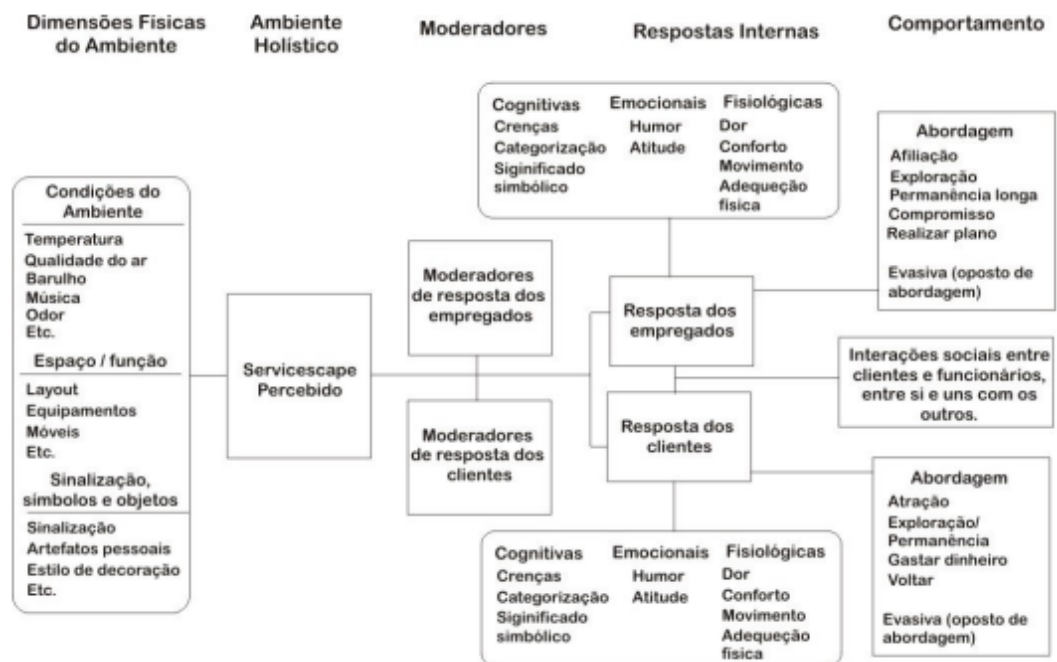 Dimensões Físicas
do Ambiente
Ambiente
Holístico
Moderadores
Respostas Internas
Comportamento
Condições do
Ambiente
Temperatura
Qualidade do ar
Barulho
Música
Odor
Etc.
Espaço / função
Layout
Equipamentos
Móveis
Etc.
Sinalização,
símbolos e objetos
Sinalização
Artefatos pessoais
Estilo de decoração
Etc.
Servicescape
Percebido
Moderadores
de resposta dos
empregados
Moderadores
de resposta dos
clientes
Cognitivas
Crenças
Categorização
Siginificado
simbólico
Emocionais
Humor
Atitude
Fisiológicas
Dor
Conforto
Movimento
Adequeção
física
Resposta dos
empregados
Resposta dos
clientes
Cognitivas
Crenças
Categorização
Siginificado
simbólico
Emocionais
Humor
Atitude
Fisiológicas
Dor
Conforto
Movimento
Adequeção
física
Abordagem
Afiliação
Exploração
Permanência longa
Compromisso
Realizar plano
Evasiva (oposto de
abordagem)
Interações sociais entre
clientes e funcionários,
entre si e uns com os
outros.
Abordagem
Atração
Exploração/
Permanência
Gastar dinheiro
Voltar
Evasiva (oposto de
abordagem)